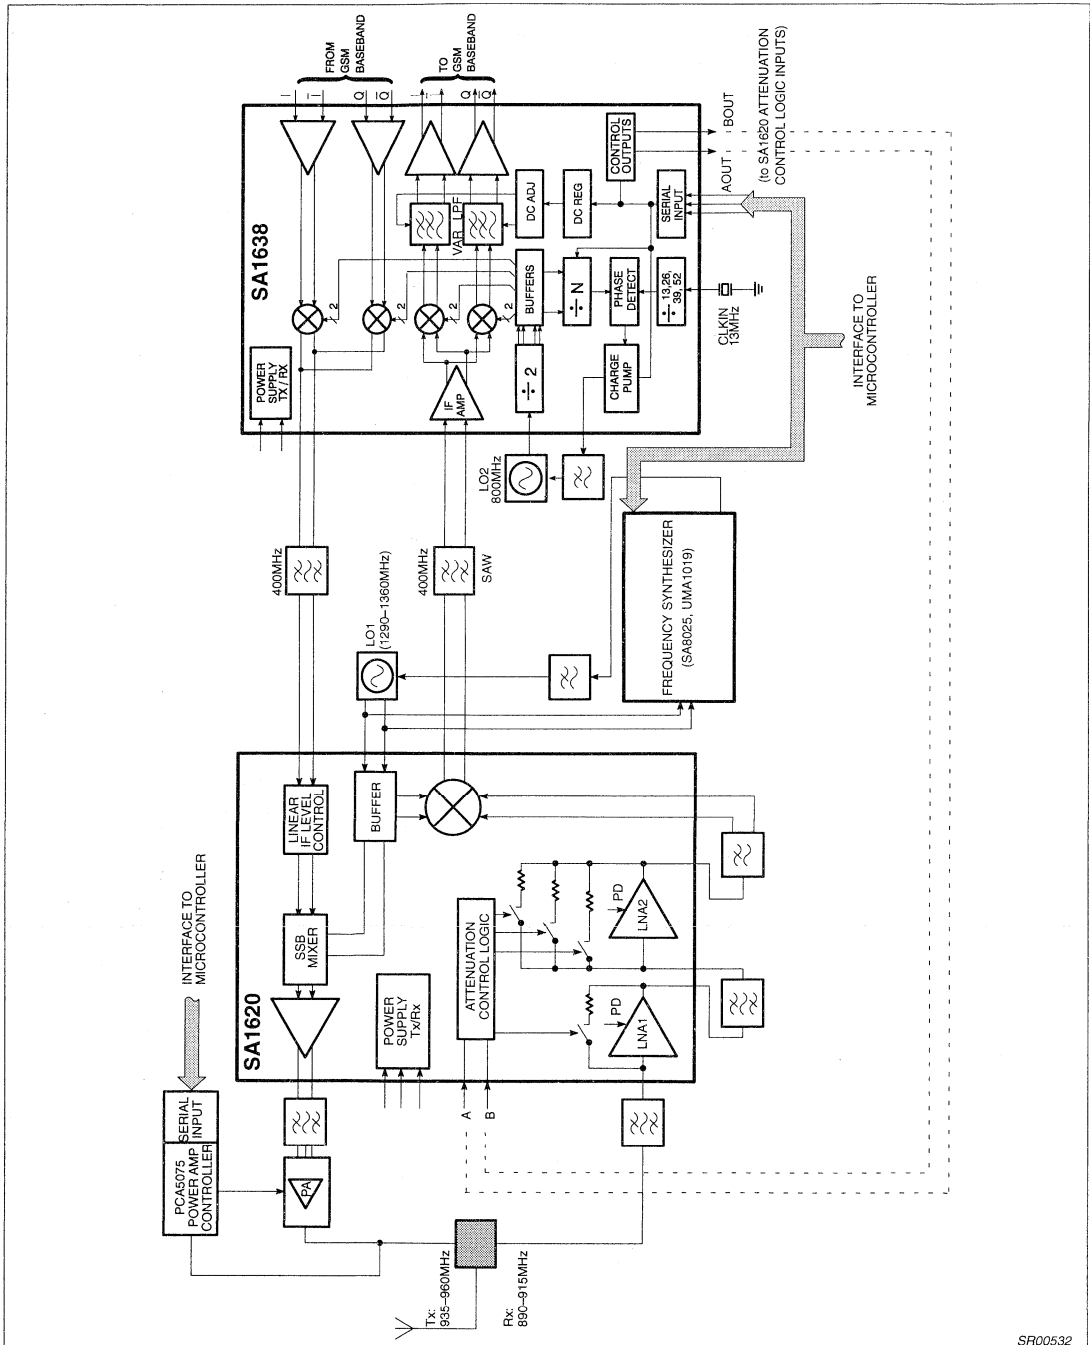 FROM
GSM
BASEBAND
TO
GSM
BASEBAND
I
I
Q
Q
I
I
Q
Q
SA1638
POWER
SUPPLY
TX / RX
2
2
2
2
VAR LPF
IF
AMP
DC ADJ
DC REG
CONTROL
OUTPUTS
SERIAL
INPUT
BUFFERS
÷ 2
÷ N
PHASE
DETECT
÷ 13,26,
39, 52
CHARGE
PUMP
CLKIN
13MHz
AOUT
BOUT
(to SA1620 ATTENUATION
CONTROL LOGIC INPUTS)
INTERFACE TO
MICROCONTROLLER
LO2
800MHz
400MHz
400MHz
SAW
LO1
(1290–1360MHz)
FREQUENCY SYNTHESIZER
(SA8025, UMA1019)
SA1620
LINEAR
IF LEVEL
CONTROL
BUFFER
SSB
MIXER
POWER
SUPPLY
Tx/Rx
ATTENUATION
CONTROL LOGIC
PD
LNA1
PD
LNA2
A
B
INTERFACE TO
MICROCONTROLLER
SERIAL
INPUT
PCA5075
POWER AMP
CONTROLLER
PA
Tx:
935–960MHz
Rx:
890–915MHz
SR00532